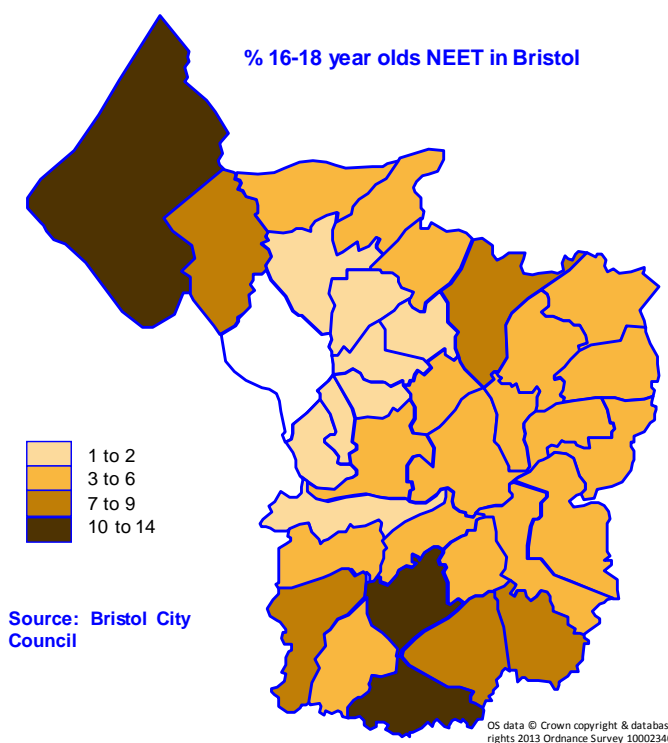 % 16-18 year olds NEET in Bristol
1 to 2
3 to 6
7 to 9
10 to 14
Source: Bristol City
Council
OS data © Crown copyright & databas
rights 2013 Ordnance Survey 1000234